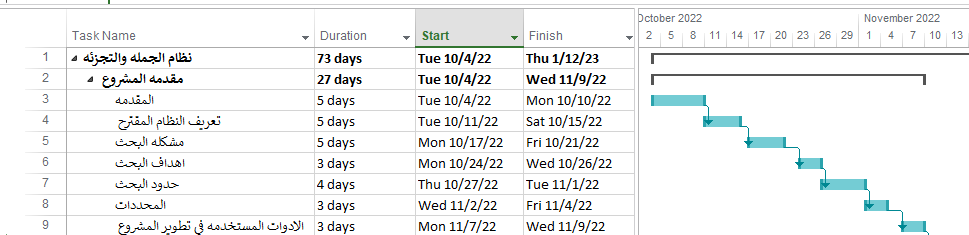 October 2022 November 2022
Task Name Duration Start Finish 2 5 8 11 14 17 20 23 26 29 1 4 7 10 13
1 نظام الجمله والتجزئه 73 days Tue 10/4/22 Thu 1/12/23
2 مقدمه المشروع 27 days Tue 10/4/22 Wed 11/9/22
3 المقدمه 5 days Tue 10/4/22 Mon 10/10/22
4 تعريف النظام المقترح 5 days Tue 10/11/22 Sat 10/15/22
5 مشكله البحث 5 days Mon 10/17/22 Fri 10/21/22
6 اهداف البحث 3 days Mon 10/24/22 Wed 10/26/22
7 حدود البحث 4 days Thu 10/27/22 Tue 11/1/22
8 المحددات 3 days Wed 11/2/22 Fri 11/4/22
9 الادوات المستخدمه في تطوير المشروع 3 days Mon 11/7/22 Wed 11/9/22